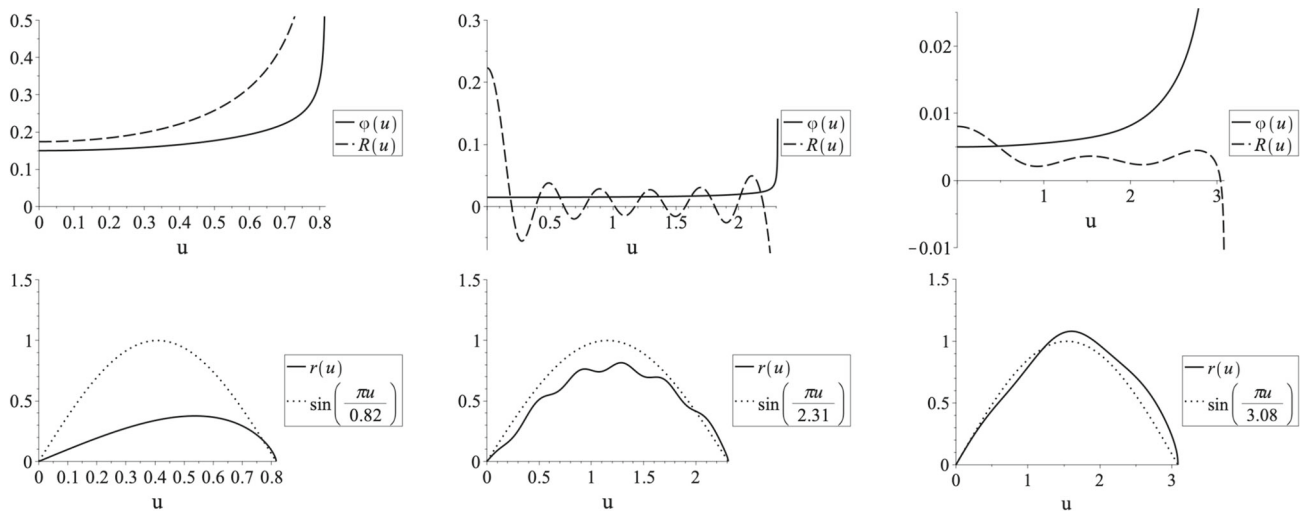 0.5
0.4
0.3
0.2
0.1
0
0 0.1 0.2 0.3 0.4 0.5 0.6 0.7 0.8
u
φ(u)
R(u)
0.3
0.2
0.1
0
0.5 1 1.5 2
u
φ(u)
R(u)
0.02
0.01
0
−0.01
1 2 3
u
φ(u)
R(u)
1.5
1
0.5
0
0 0.1 0.2 0.3 0.4 0.5 0.6 0.7 0.8
u
r(u)
sin(πu/0.82)
1.5
1
0.5
0
0 0.5 1 1.5 2
u
r(u)
sin(πu/2.31)
1.5
1
0.5
0
0 1 2 3
u
r(u)
sin(πu/3.08)